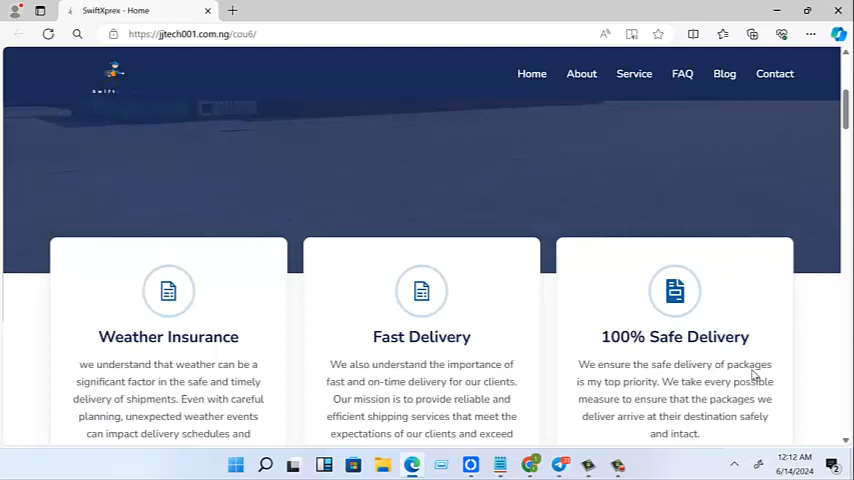 SwiftXprex - Home
https://jjtech001.com.ng/cou6/
Home About Service FAQ Blog Contact
Weather Insurance
we understand that weather can be a
significant factor in the safe and timely
delivery of shipments. Even with careful
planning, unexpected weather events
can impact delivery schedules and
Fast Delivery
We also understand the importance of
fast and on-time delivery for our clients.
Our mission is to provide reliable and
efficient shipping services that meet the
expectations of our clients and exceed
100% Safe Delivery
We ensure the safe delivery of packages
is my top priority. We take every possible
measure to ensure that the packages we
deliver arrive at their destination safely
and intact.
12:12 AM
6/14/2024